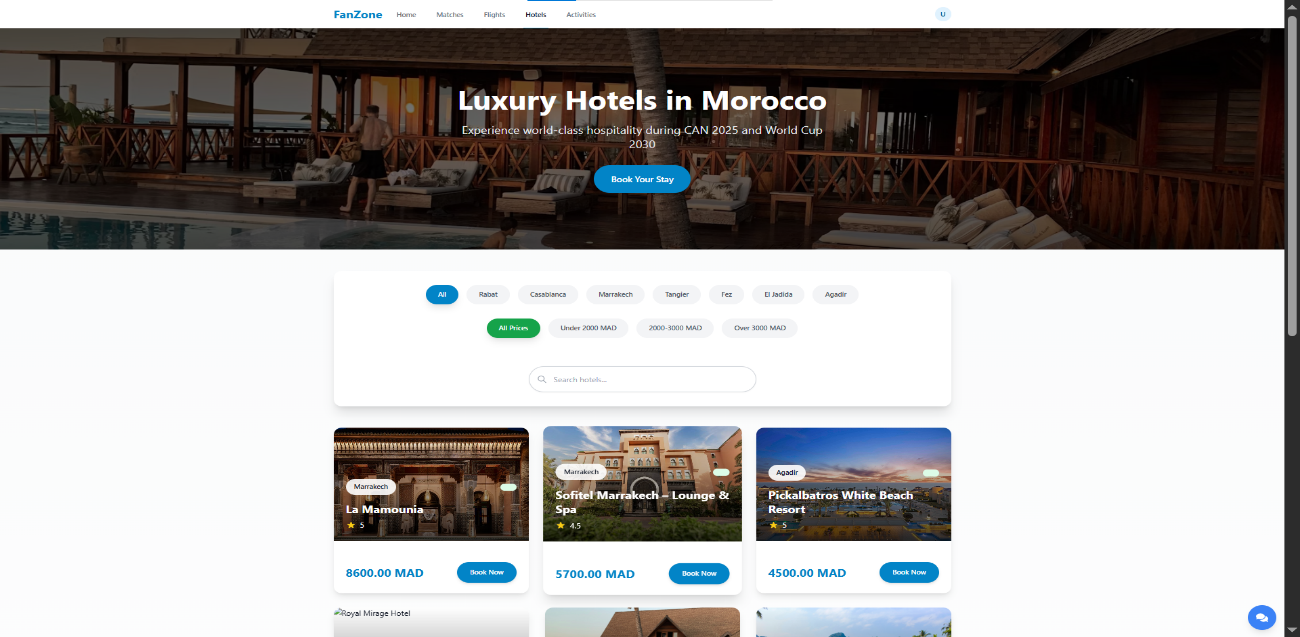 FanZone Home Matches Flights Hotels Activities U
Luxury Hotels in Morocco
Experience world-class hospitality during CAN 2025 and World Cup
2030
Book Your Stay
All Rabat Casablanca Marrakech Tangier Fez El Jadida Agadir
All Prices Under 2000 MAD 2000-3000 MAD Over 3000 MAD
Search hotels...
Marrakech
La Mamounia
5
8600.00 MAD Book Now
Marrakech
Sofitel Marrakech – Lounge &
Spa
4.5
5700.00 MAD Book Now
Agadir
Pickalbatros White Beach
Resort
5
4500.00 MAD Book Now
Royal Mirage Hotel